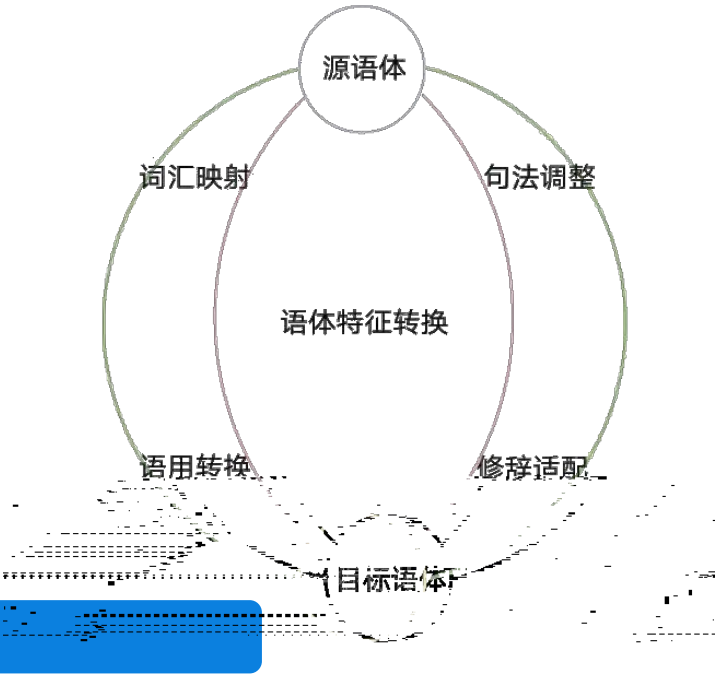 源语体
词汇映射
句法调整
语体特征转换
语用转换
修辞适配
目标语体